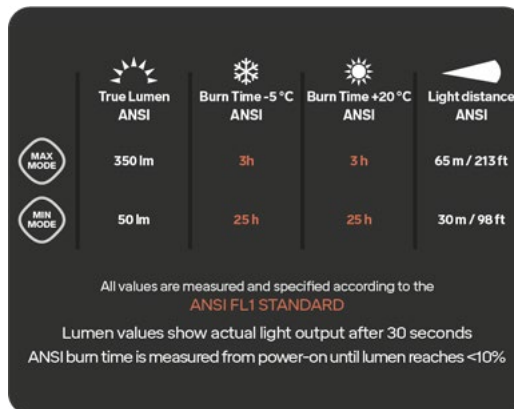 True Lumen Burn Time -5 °C Burn Time +20 °C Light distance
ANSI ANSI ANSI ANSI
MAX MODE 350 lm 3h 3 h 65 m / 213 ft
MIN MODE 50 lm 25 h 25 h 30 m / 98 ft
All values are measured and specified according to the
ANSI FL1 STANDARD
Lumen values show actual light output after 30 seconds
ANSI burn time is measured from power-on until lumen reaches <10%